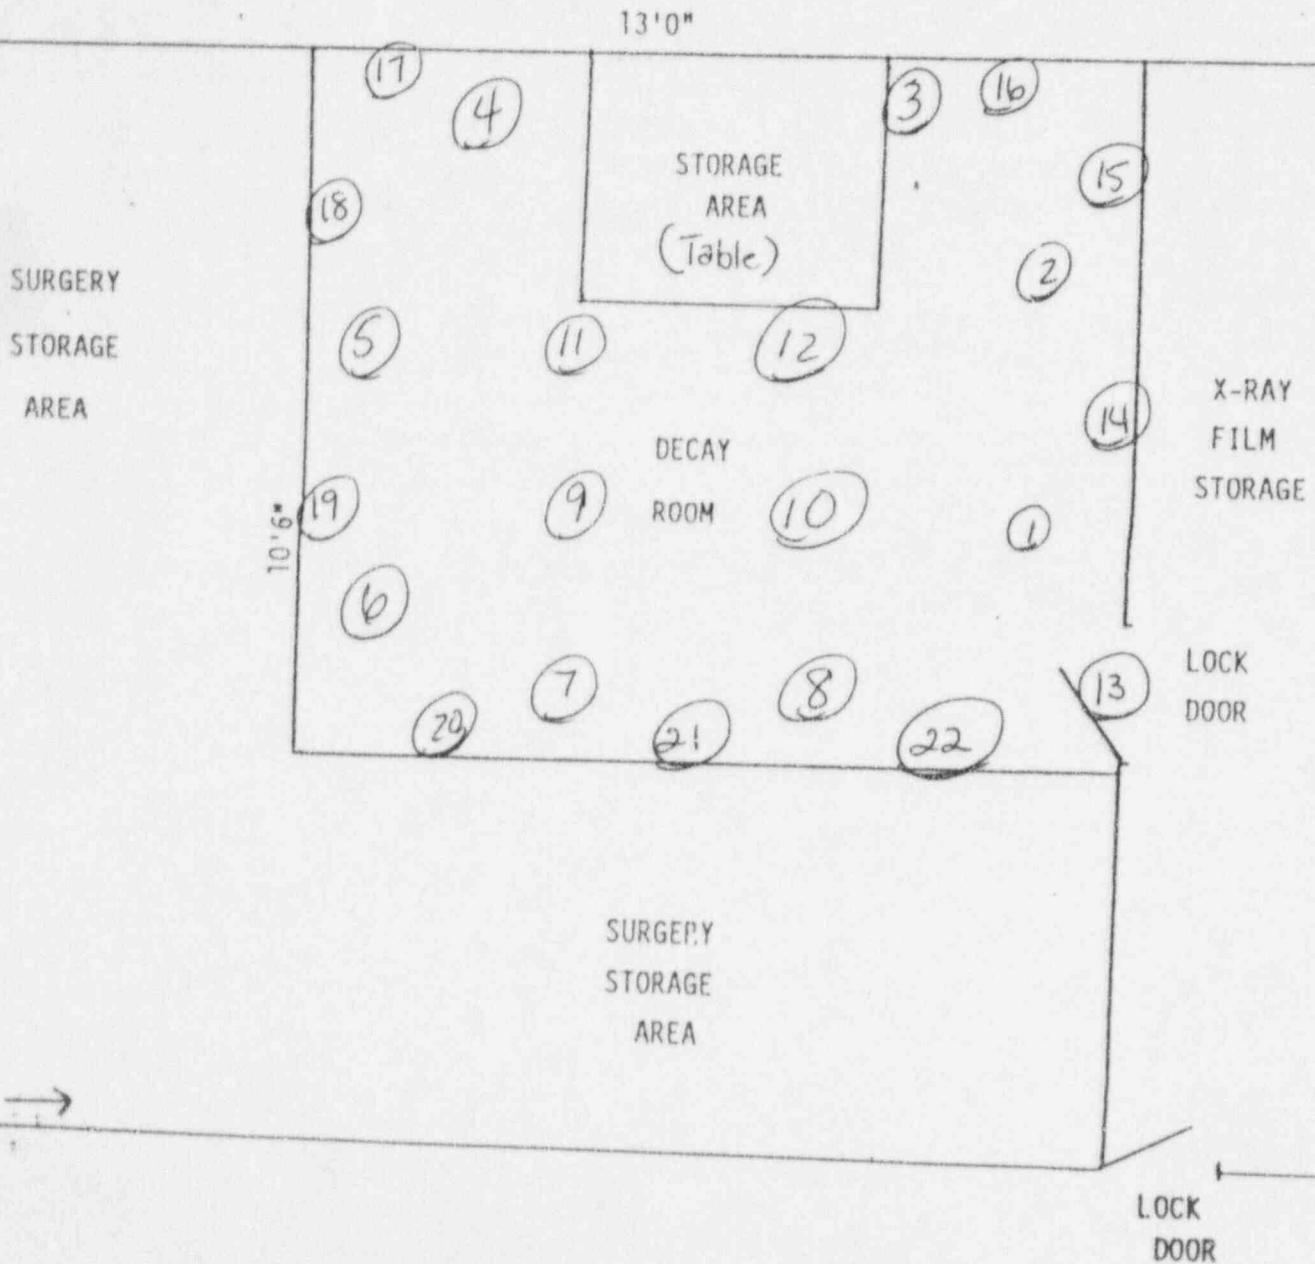 13'0"
17
4
3
16
STORAGE
AREA
(Table)
15
18
2
SURGERY
STORAGE
AREA
5
11
12
14
X-RAY
FILM
STORAGE
DECAY
ROOM
19
9
10
1
10'6"
6
7
8
13
LOCK
DOOR
20
21
22
SURGERY
STORAGE
AREA
LOCK
DOOR